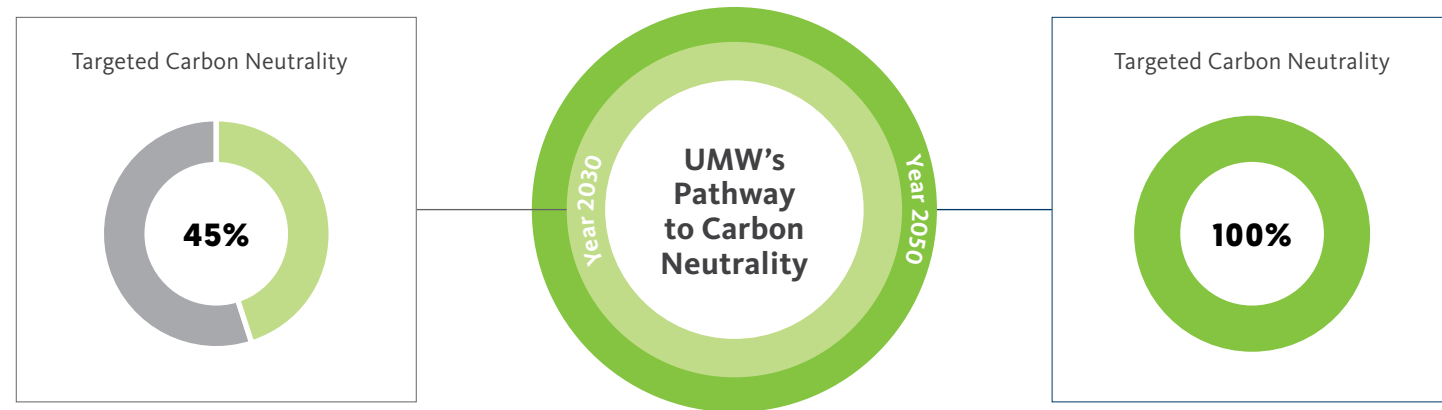 Targeted Carbon Neutrality
45%
Year 2030
UMW’s
Pathway
to Carbon
Neutrality
Year 2050
Targeted Carbon Neutrality
100%